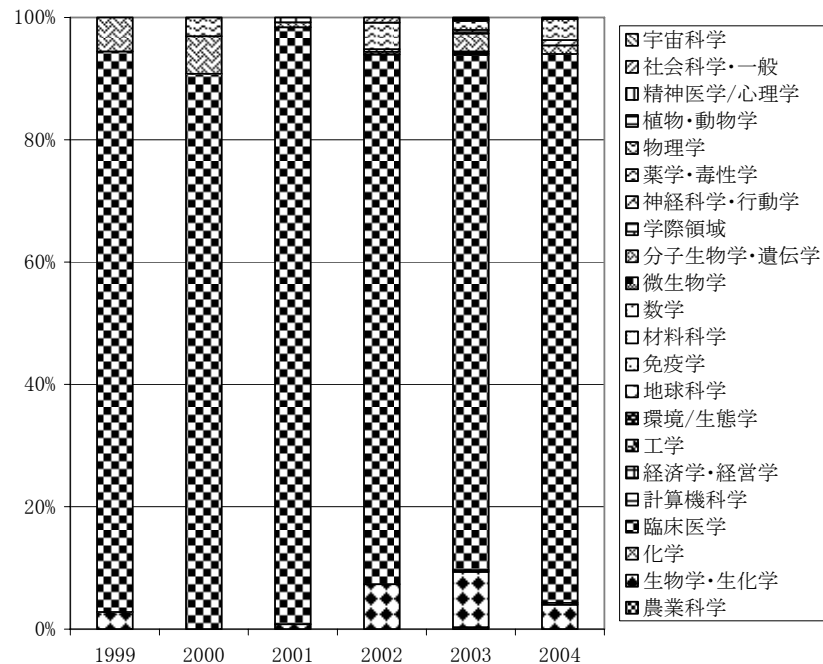 100%
80%
60%
40%
20%
0%
1999 2000 2001 2002 2003 2004
宇宙科学
社会科学・一般
精神医学/心理学
植物・動物学
物理学
薬学・毒性学
神経科学・行動学
学際領域
分子生物学・遺伝学
微生物学
数学
材料科学
免疫学
地球科学
環境/生態学
工学
経済学・経営学
計算機科学
臨床医学
化学
生物学・生化学
農業科学